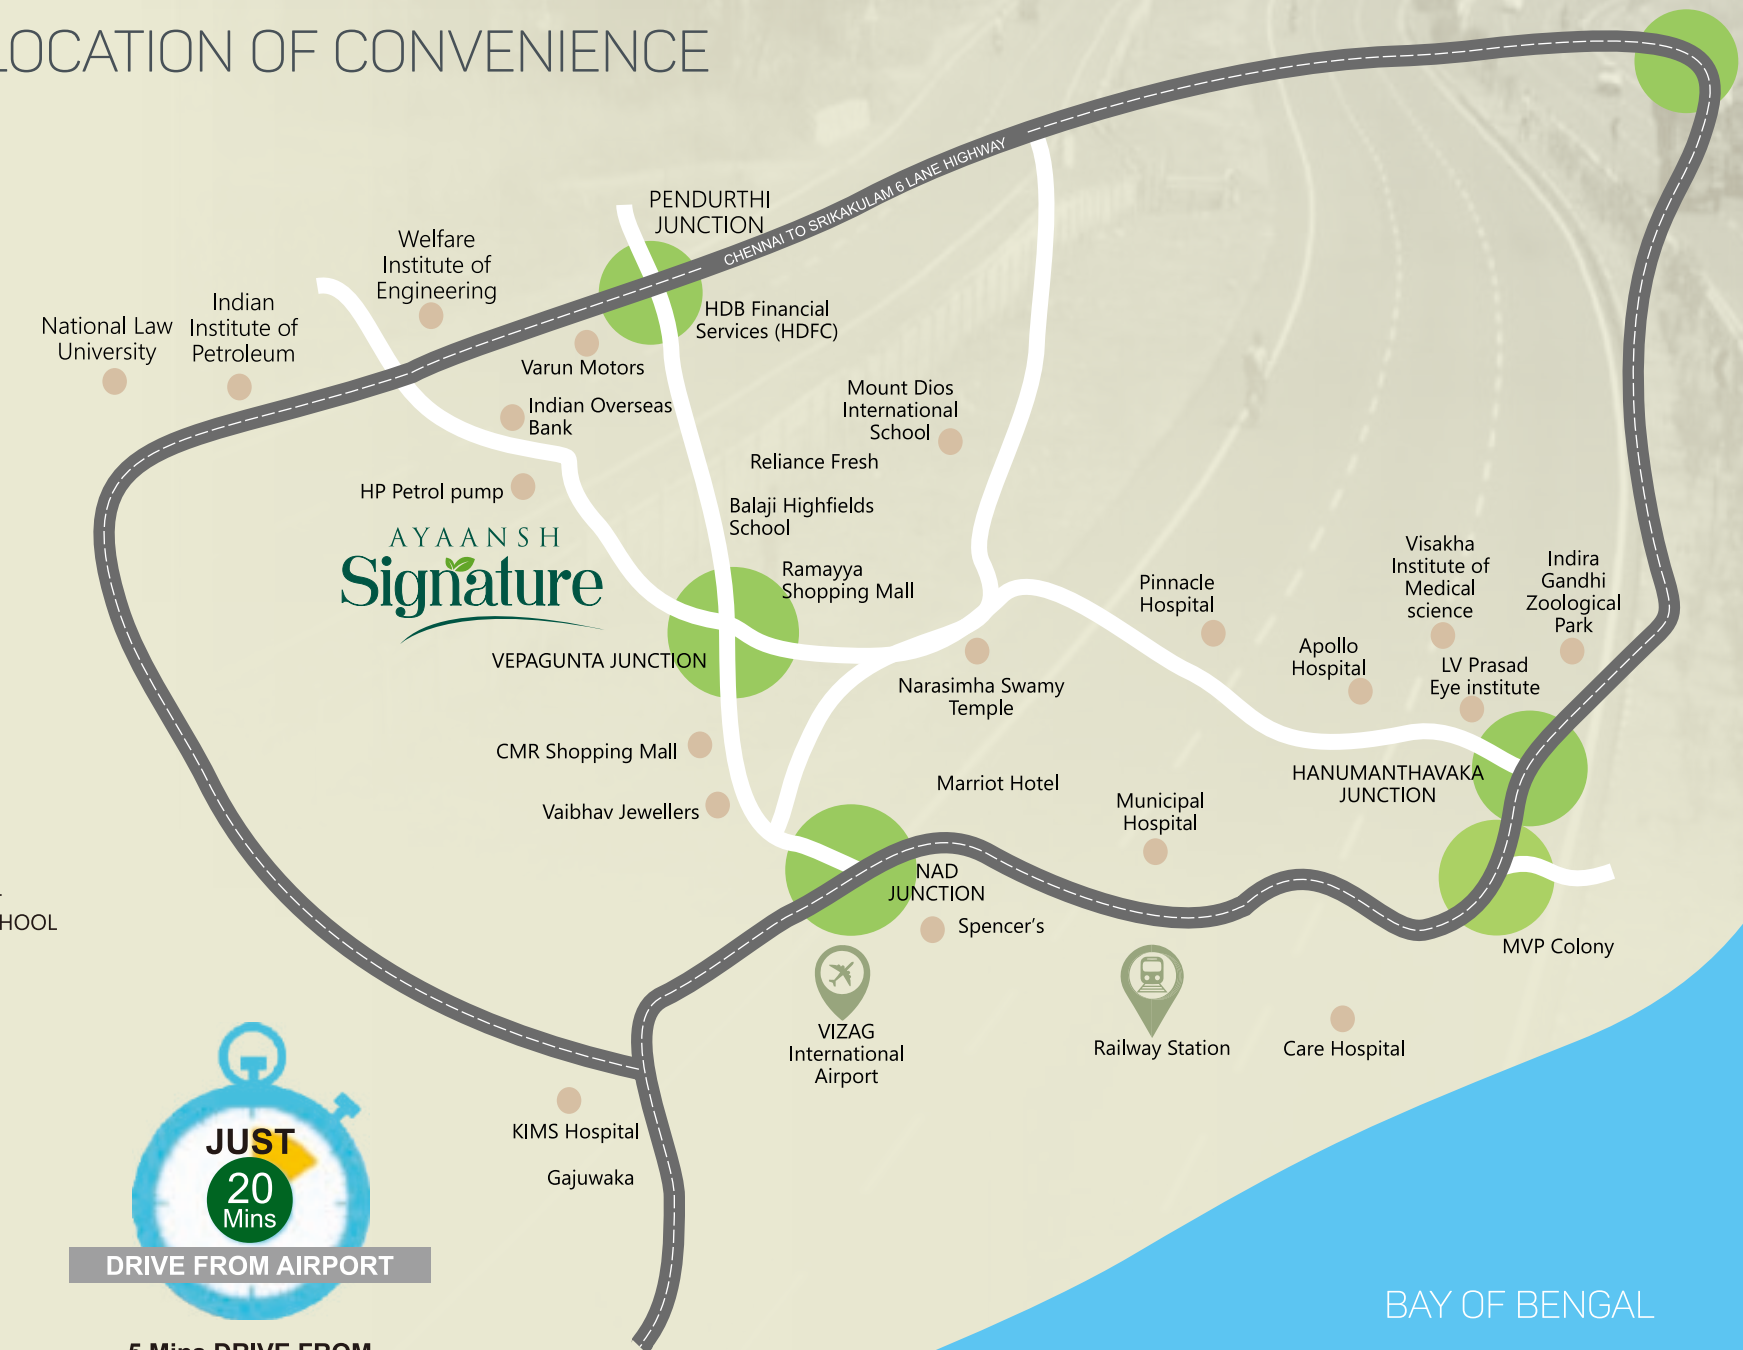 LOCATION OF CONVENIENCE
PENDURTHI
JUNCTION
CHENNAI TO SRIKAKULAM 6 LANE HIGHWAY
Welfare
Institute of
Engineering
Indian
Institute of
Petroleum
National Law
University
HDB Financial
Services (HDFC)
Varun Motors
Indian Overseas
Bank
Mount Dios
International
School
Reliance Fresh
HP Petrol pump
Balaji Highfields
School
AYAANSH
Signature
Ramayya
Shopping Mall
Pinnacle
Hospital
Visakha
Institute of
Medical
science
Indira
Gandhi
Zoological
Park
Apollo
Hospital
LV Prasad
Eye institute
VEPAGUNTA JUNCTION
Narasimha Swamy
Temple
CMR Shopping Mall
Marriot Hotel
HANUMANTHAVAKA
JUNCTION
Vaibhav Jewellers
Municipal
Hospital
NAD
JUNCTION
Spencer's
HOOL
MVP Colony
VIZAG
International
Airport
Railway Station
Care Hospital
KIMS Hospital
Gajuwaka
JUST
20
Mins
DRIVE FROM AIRPORT
5 Mins DRIVE FROM
BAY OF BENGAL